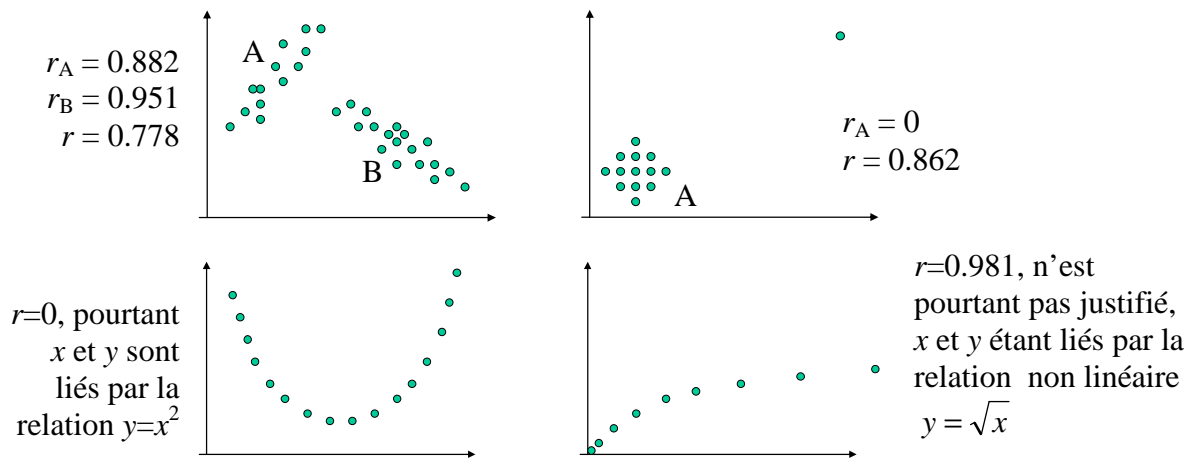 r_A = 0.882
r_B = 0.951
r = 0.778
A
B
r_A = 0
r = 0.862
A
r=0, pourtant
x et y sont
liés par la
relation y=x²
r=0.981, n’est
pourtant pas justifié,
x et y étant liés par la
relation non linéaire
y = √x